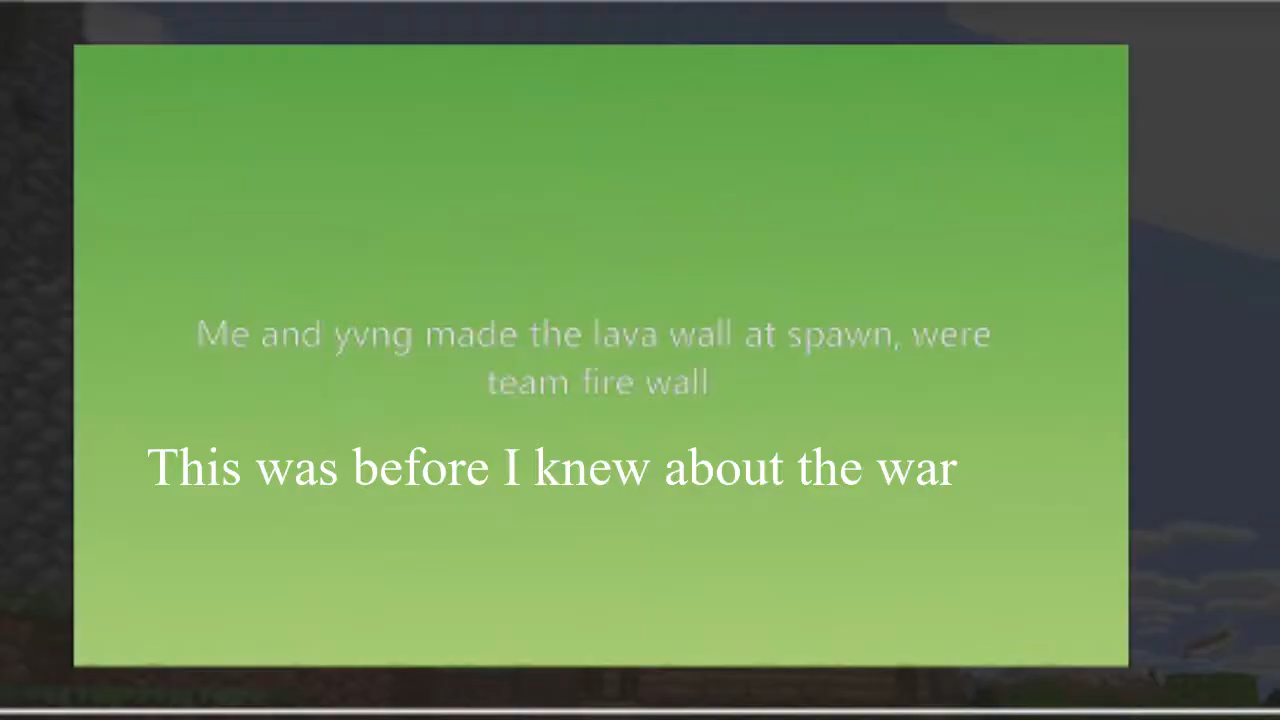 Me and yvng made the lava wall at spawn, were
team fire wall
This was before I knew about the war